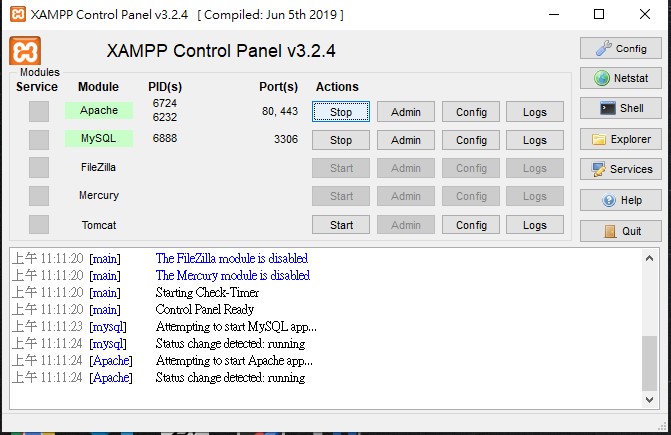 XAMPP Control Panel v3.2.4 [ Compiled: Jun 5th 2019 ]
XAMPP Control Panel v3.2.4
Config
Modules
Service Module PID(s) Port(s) Actions
Netstat
Apache 6724 6232 80, 443 Stop Admin Config Logs
Shell
MySQL 6888 3306 Stop Admin Config Logs
Explorer
FileZilla Start Admin Config Logs
Services
Mercury Start Admin Config Logs
Help
Tomcat Start Admin Config Logs
Quit
上午 11:11:20 [main] The FileZilla module is disabled
上午 11:11:20 [main] The Mercury module is disabled
上午 11:11:20 [main] Starting Check-Timer
上午 11:11:20 [main] Control Panel Ready
上午 11:11:23 [mysql] Attempting to start MySQL app...
上午 11:11:24 [mysql] Status change detected: running
上午 11:11:24 [Apache] Attempting to start Apache app...
上午 11:11:24 [Apache] Status change detected: running